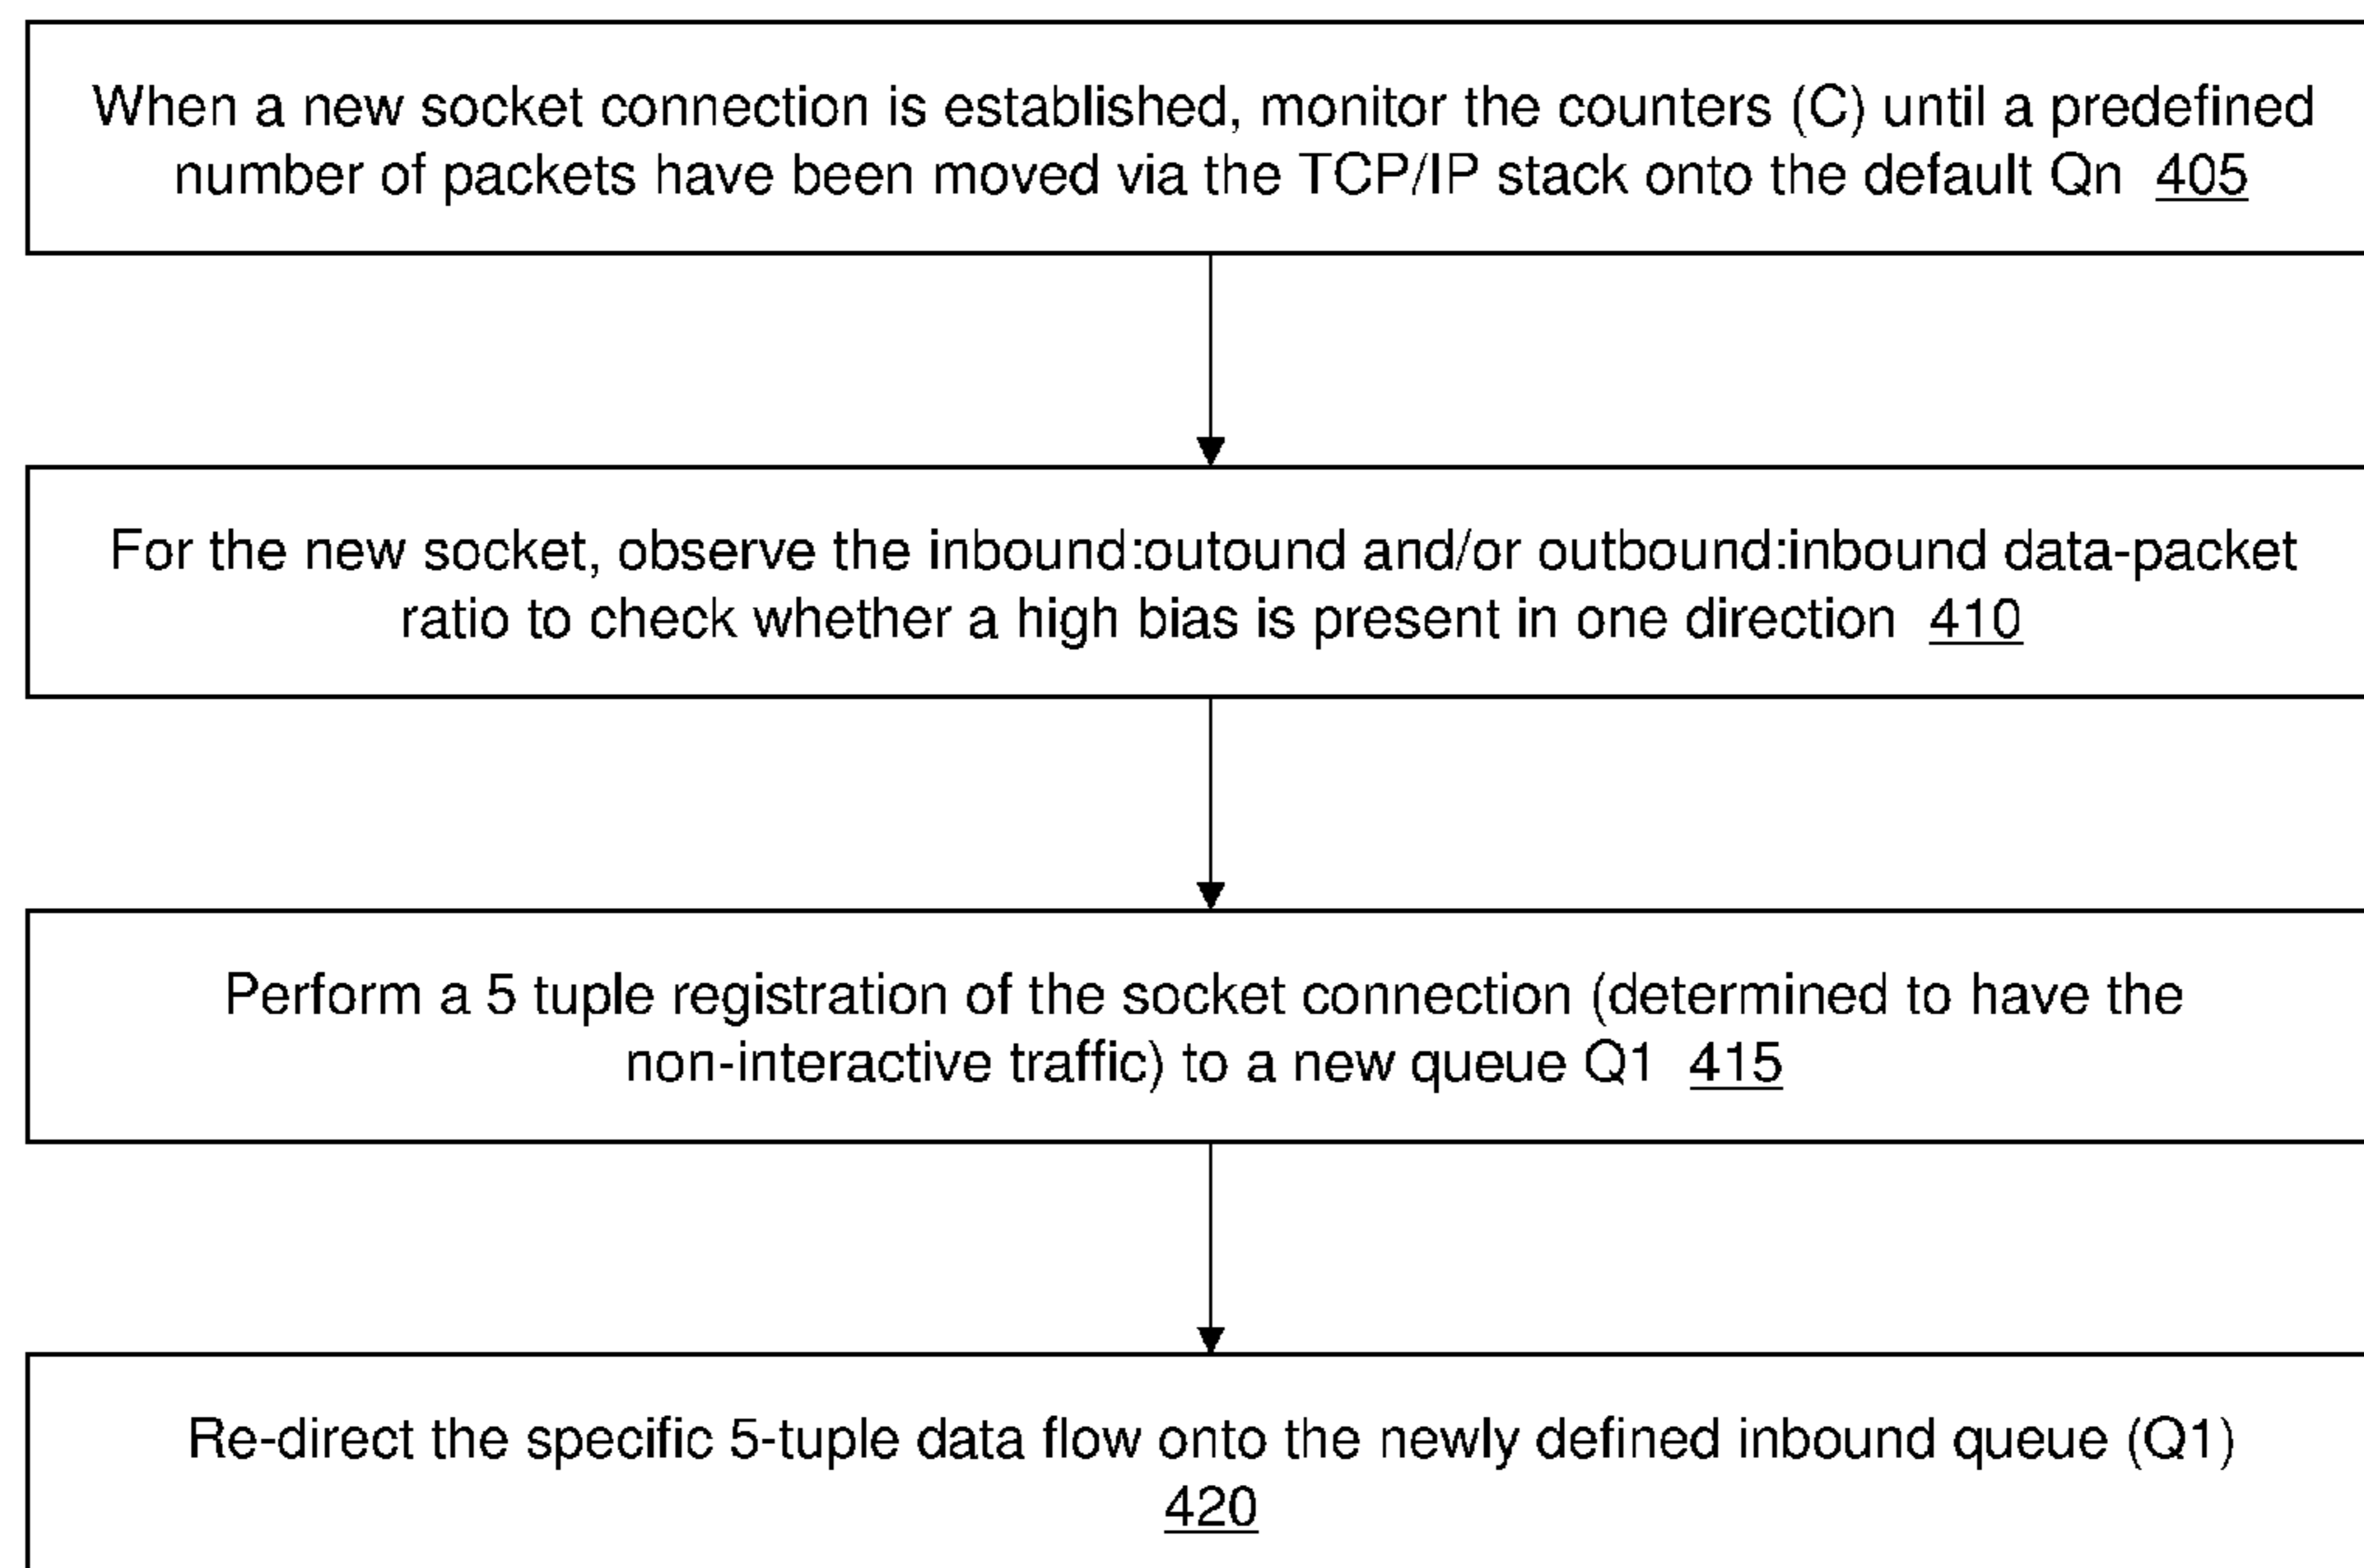 When a new socket connection is established, monitor the counters (C) until a predefined
number of packets have been moved via the TCP/IP stack onto the default Qn 405
For the new socket, observe the inbound:outound and/or outbound:inbound data-packet
ratio to check whether a high bias is present in one direction 410
Perform a 5 tuple registration of the socket connection (determined to have the
non-interactive traffic) to a new queue Q1 415
Re-direct the specific 5-tuple data flow onto the newly defined inbound queue (Q1)
420